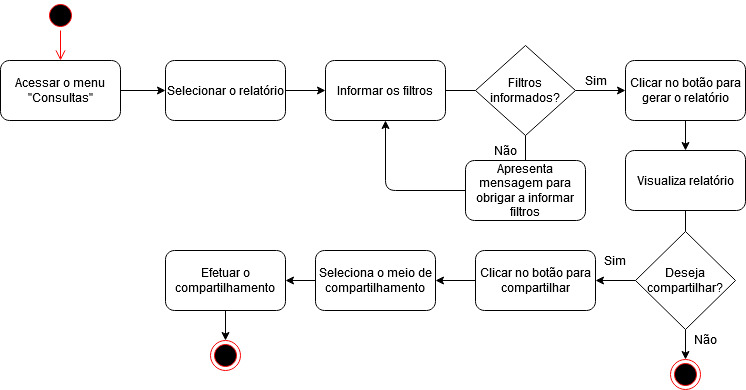 Acessar o menu
"Consultas"
Selecionar o relatório
Informar os filtros
Filtros
informados?
Sim
Clicar no botão para
gerar o relatório
Não
Apresenta
mensagem para
obrigar a informar
filtros
Visualiza relatório
Deseja
compartilhar?
Sim
Não
Clicar no botão para
compartilhar
Seleciona o meio de
compartilhamento
Efetuar o
compartilhamento